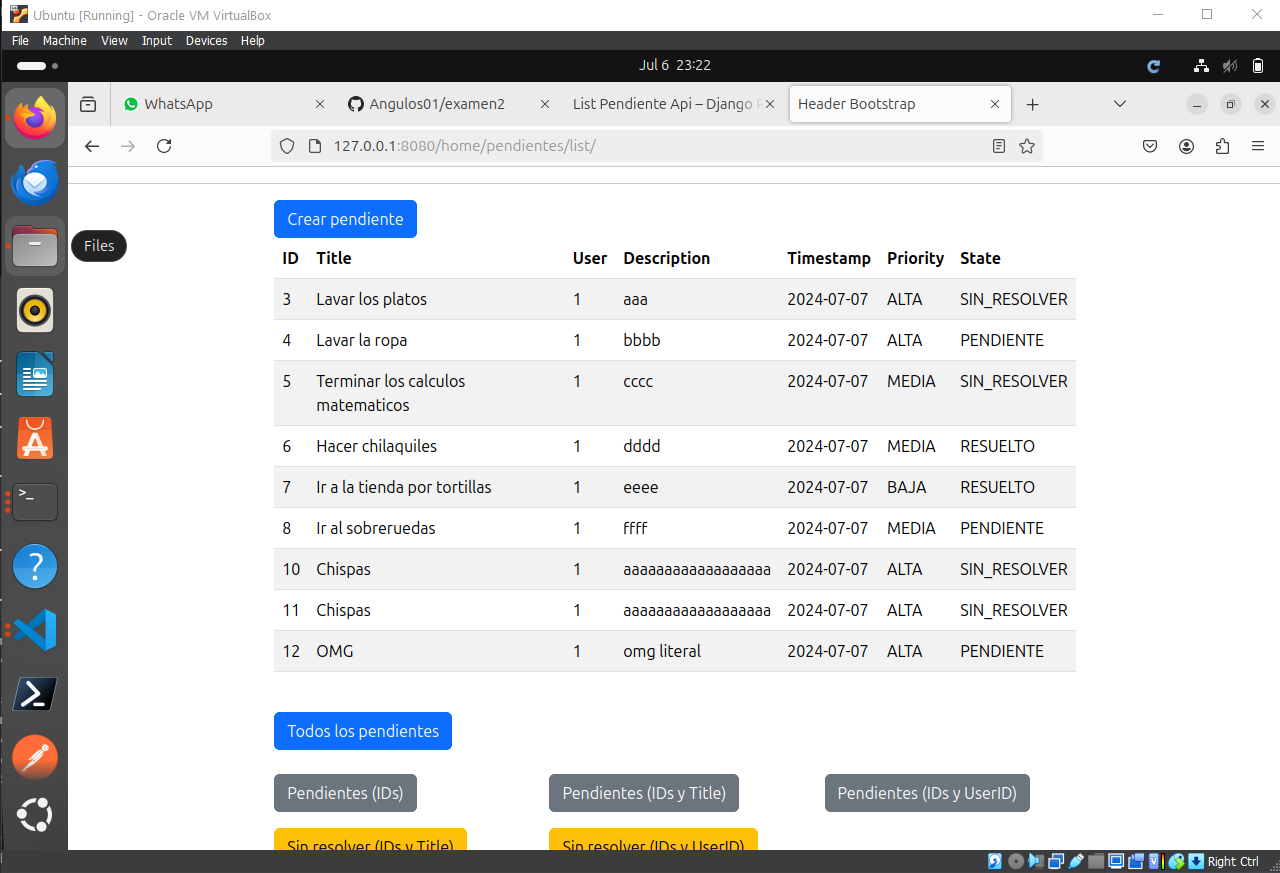 Ubuntu [Running] - Oracle VM VirtualBox
File Machine View Input Devices Help
Jul 6 23:22
WhatsApp
Angulos01/examen2
List Pendiente Api – Django
Header Bootstrap
127.0.0.1:8080/home/pendientes/list/
Files
Crear pendiente
ID Title User Description Timestamp Priority State
3 Lavar los platos 1 aaa 2024-07-07 ALTA SIN_RESOLVER
4 Lavar la ropa 1 bbbb 2024-07-07 ALTA PENDIENTE
5 Terminar los calculos 1 cccc 2024-07-07 MEDIA SIN_RESOLVER
matematicos
6 Hacer chilaquiles 1 dddd 2024-07-07 MEDIA RESUELTO
7 Ir a la tienda por tortillas 1 eeee 2024-07-07 BAJA RESUELTO
8 Ir al sobreruedas 1 ffff 2024-07-07 MEDIA PENDIENTE
10 Chispas 1 aaaaaaaaaaaaaaaaaa 2024-07-07 ALTA SIN_RESOLVER
11 Chispas 1 aaaaaaaaaaaaaaaaaa 2024-07-07 ALTA SIN_RESOLVER
12 OMG 1 omg literal 2024-07-07 ALTA PENDIENTE
Todos los pendientes
Pendientes (IDs) Pendientes (IDs y Title) Pendientes (IDs y UserID)
Sin resolver (IDs y Title) Sin resolver (IDs y UserID)
Right Ctrl